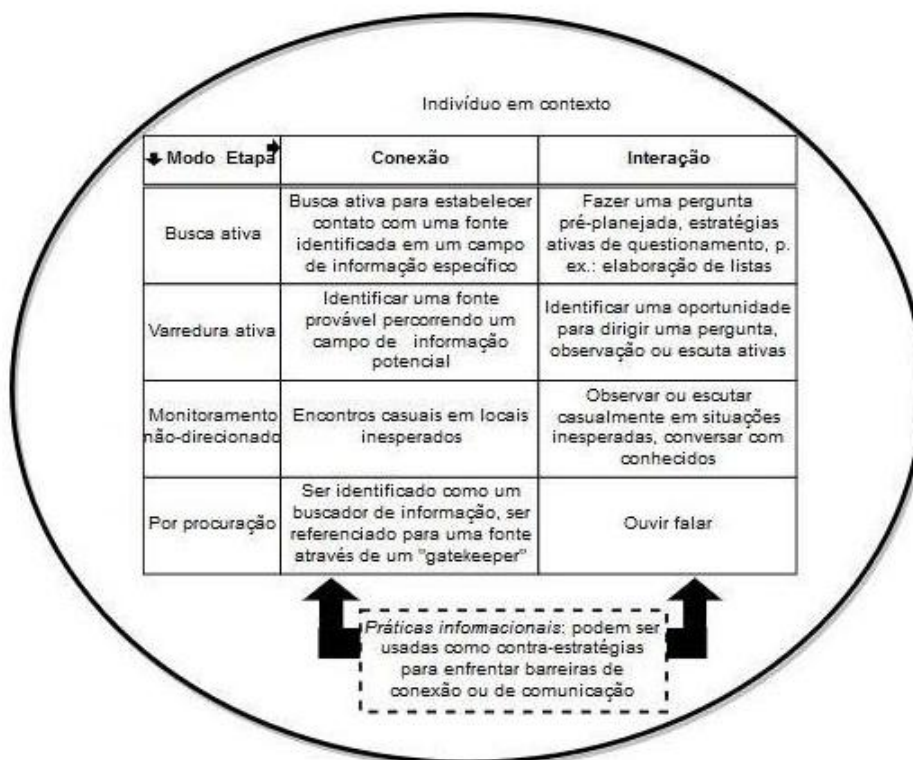 Indivíduo em contexto
Modo Etapa
Conexão
Interação
Busca ativa
Busca ativa para estabelecer
contato com uma fonte
identificada em um campo
de informação específico
Fazer uma pergunta
pré-planejada, estratégias
ativas de questionamento, p.
ex.: elaboração de listas
Varredura ativa
Identificar uma fonte
provável percorrendo um
campo de informação
potencial
Identificar uma oportunidade
para dirigir uma pergunta,
observação ou escuta ativas
Monitoramento
não-direcionado
Encontros casuais em locais
inesperados
Observar ou escutar
casualmente em situações
inesperadas, conversar com
conhecidos
Por procuração
Ser identificado como um
buscador de informação, ser
referenciado para uma fonte
através de um "gatekeeper"
Ouvir falar
Práticas informacionais: podem ser
usadas como contra-estratégias
para enfrentar barreiras de
conexão ou de comunicação